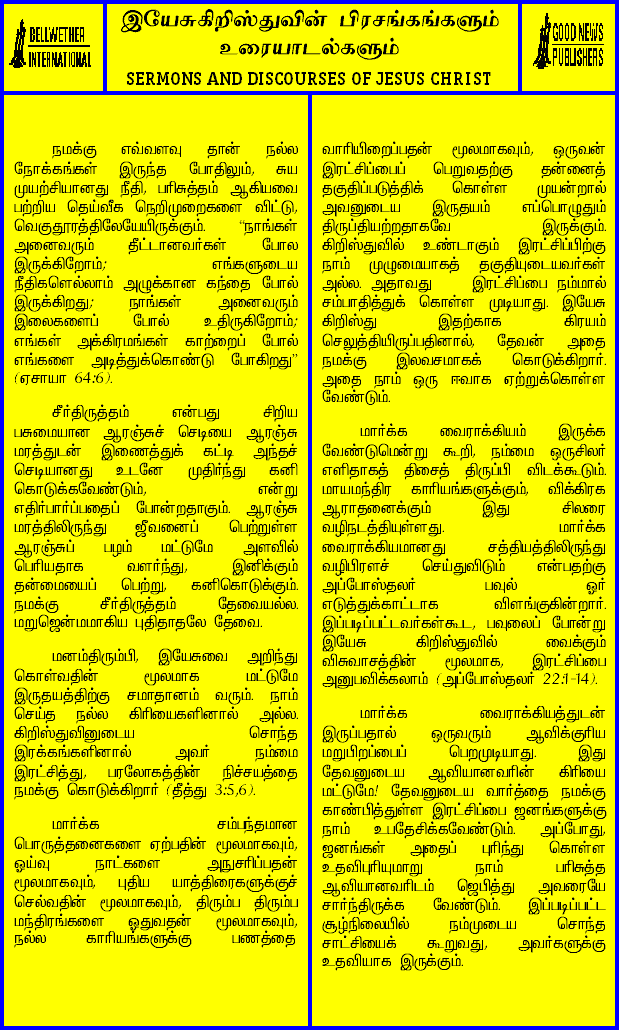 BELLWETHER
INTERNATIONAL
இயேசுகிறிஸ்துவின் பிரசங்கங்களும்
உரையாடல்களும்
SERMONS AND DISCOURSES OF JESUS CHRIST
GOOD NEWS
PUBLISHERS
நமக்கு எவ்வளவு தான் நல்ல
நோக்கங்கள் இருந்த போதிலும், சுய
முயற்சியானது நீதி, பரிசுத்தம் ஆகியவை
பற்றிய தெய்வீக நெறிமுறைகளை விட்டு,
வெகுதூரத்திலேயேயிருக்கும். “நாங்கள்
அனைவரும் தீட்டானவர்கள் போல
இருக்கிறோம்; எங்களுடைய
நீதிகளெல்லாம் அழுக்கான கந்தை போல்
இருக்கிறது; நாங்கள் அனைவரும்
இலைகளைப் போல் உதிருகிறோம்;
எங்கள் அக்கிரமங்கள் காற்றைப் போல்
எங்களை அடித்துக்கொண்டு போகிறது”
(ஏசாயா 64:6).
சீர்திருத்தம் என்பது சிறிய
பசுமையான ஆரஞ்சுச் செடியை ஆரஞ்சு
மரத்துடன் இணைத்துக் கட்டி அந்தச்
செடியானது உடனே முதிர்ந்து கனி
கொடுக்கவேண்டும், என்று
எதிர்பார்ப்பதைப் போன்றதாகும். ஆரஞ்சு
மரத்திலிருந்து ஜீவனைப் பெற்றுள்ள
ஆரஞ்சுப் பழம் மட்டுமே அளவில்
பெரியதாக வளர்ந்து, இனிக்கும்
தன்மையைப் பெற்று, கனிகொடுக்கும்.
நமக்கு சீர்திருத்தம் தேவையல்ல.
மறுஜென்மமாகிய புதிதாதலே தேவை.
மனம்திரும்பி, இயேசுவை அறிந்து
கொள்வதின் மூலமாக மட்டுமே
இருதயத்திற்கு சமாதானம் வரும். நாம்
செய்த நல்ல கிரியைகளினால் அல்ல.
கிறிஸ்துவினுடைய சொந்த
இரக்கங்களினால் அவர் நம்மை
இரட்சித்து, பரலோகத்தின் நிச்சயத்தை
நமக்கு கொடுக்கிறார் (தீத்து 3:5,6).
மார்க்க சம்பந்தமான
பொருத்தனைகளை ஏற்பதின் மூலமாகவும்,
ஓய்வு நாட்களை அநுசரிப்பதன்
மூலமாகவும், புதிய யாத்திரைகளுக்குச்
செல்வதின் மூலமாகவும், திரும்ப திரும்ப
மந்திரங்களை ஓதுவதன் மூலமாகவும்,
நல்ல காரியங்களுக்கு பணத்தை
வாரியிறைப்பதன் மூலமாகவும், ஒருவன்
இரட்சிப்பைப் பெறுவதற்கு தன்னைத்
தகுதிப்படுத்திக் கொள்ள முயன்றால்
அவனுடைய இருதயம் எப்பொழுதும்
திருப்தியற்றதாகவே இருக்கும்.
கிறிஸ்துவில் உண்டாகும் இரட்சிப்பிற்கு
நாம் முழுமையாகத் தகுதியுடையவர்கள்
அல்ல. அதாவது இரட்சிப்பை நம்மால்
சம்பாதித்துக் கொள்ள முடியாது. இயேசு
கிறிஸ்து இதற்காக கிரயம்
செலுத்தியிருப்பதினால், தேவன் அதை
நமக்கு இலவசமாகக் கொடுக்கிறார்.
அதை நாம் ஒரு ஈவாக ஏற்றுக்கொள்ள
வேண்டும்.
மார்க்க வைராக்கியம் இருக்க
வேண்டுமென்று கூறி, நம்மை ஒருசிலர்
எளிதாகத் திசைத் திருப்பி விடக்கூடும்.
மாயமந்திர காரியங்களுக்கும், விக்கிரக
ஆராதனைக்கும் இது சிலரை
வழிநடத்தியுள்ளது. மார்க்க
வைராக்கியமானது சத்தியத்திலிருந்து
வழிபிரளச் செய்துவிடும் என்பதற்கு
அப்போஸ்தலர் பவுல் ஓர்
எடுத்துக்காட்டாக விளங்குகின்றார்.
இப்படிப்பட்டவர்கள்கூட, பவுலைப் போன்று
இயேசு கிறிஸ்துவில் வைக்கும்
விசுவாசத்தின் மூலமாக, இரட்சிப்பை
அனுபவிக்கலாம் (அப்போஸ்தலர் 22:1-14).
மார்க்க வைராக்கியத்துடன்
இருப்பதால் ஒருவரும் ஆவிக்குரிய
மறுபிறப்பைப் பெறமுடியாது. இது
தேவனுடைய ஆவியானவரின் கிரியை
மட்டுமே! தேவனுடைய வார்த்தை நமக்கு
காண்பித்துள்ள இரட்சிப்பை ஜனங்களுக்கு
நாம் உபதேசிக்கவேண்டும். அப்போது,
ஜனங்கள் அதைப் புரிந்து கொள்ள
உதவிபுரியுமாறு நாம் பரிசுத்த
ஆவியானவரிடம் ஜெபித்து அவரையே
சார்ந்திருக்க வேண்டும். இப்படிப்பட்ட
சூழ்நிலையில் நம்முடைய சொந்த
சாட்சியைக் கூறுவது, அவர்களுக்கு
உதவியாக இருக்கும்.